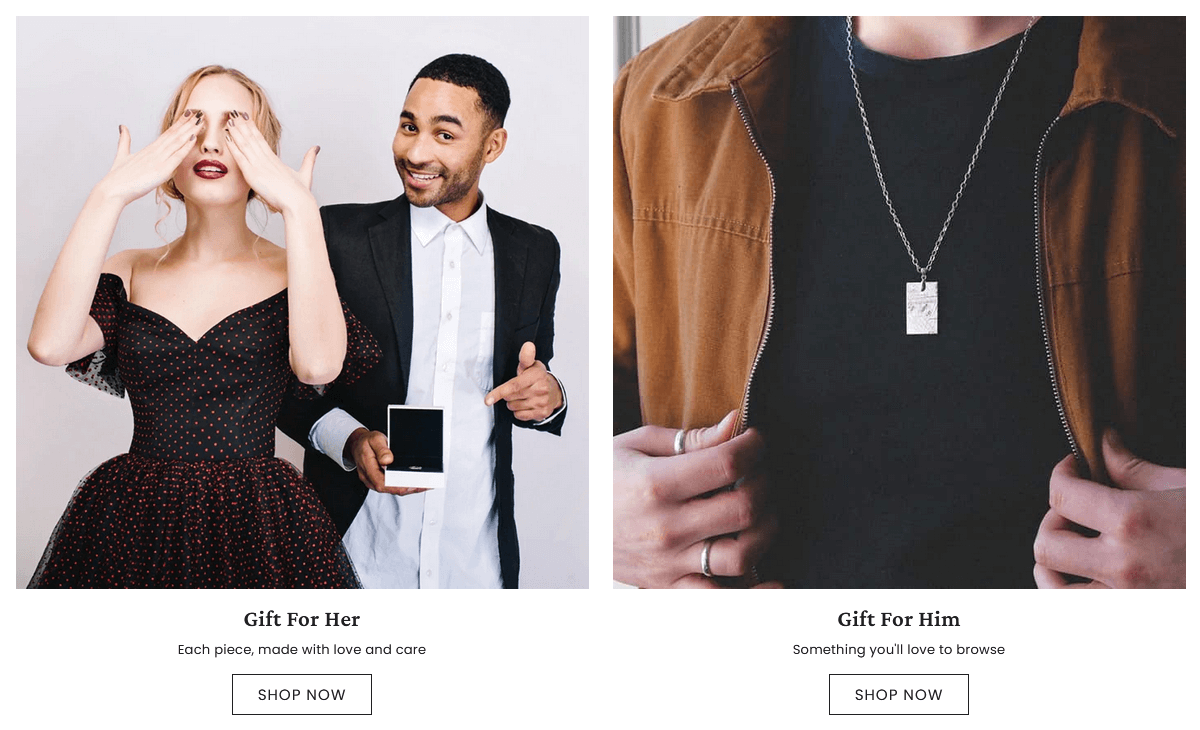 Gift For Her
Each piece, made with love and care
SHOP NOW
Gift For Him
Something you'll love to browse
SHOP NOW